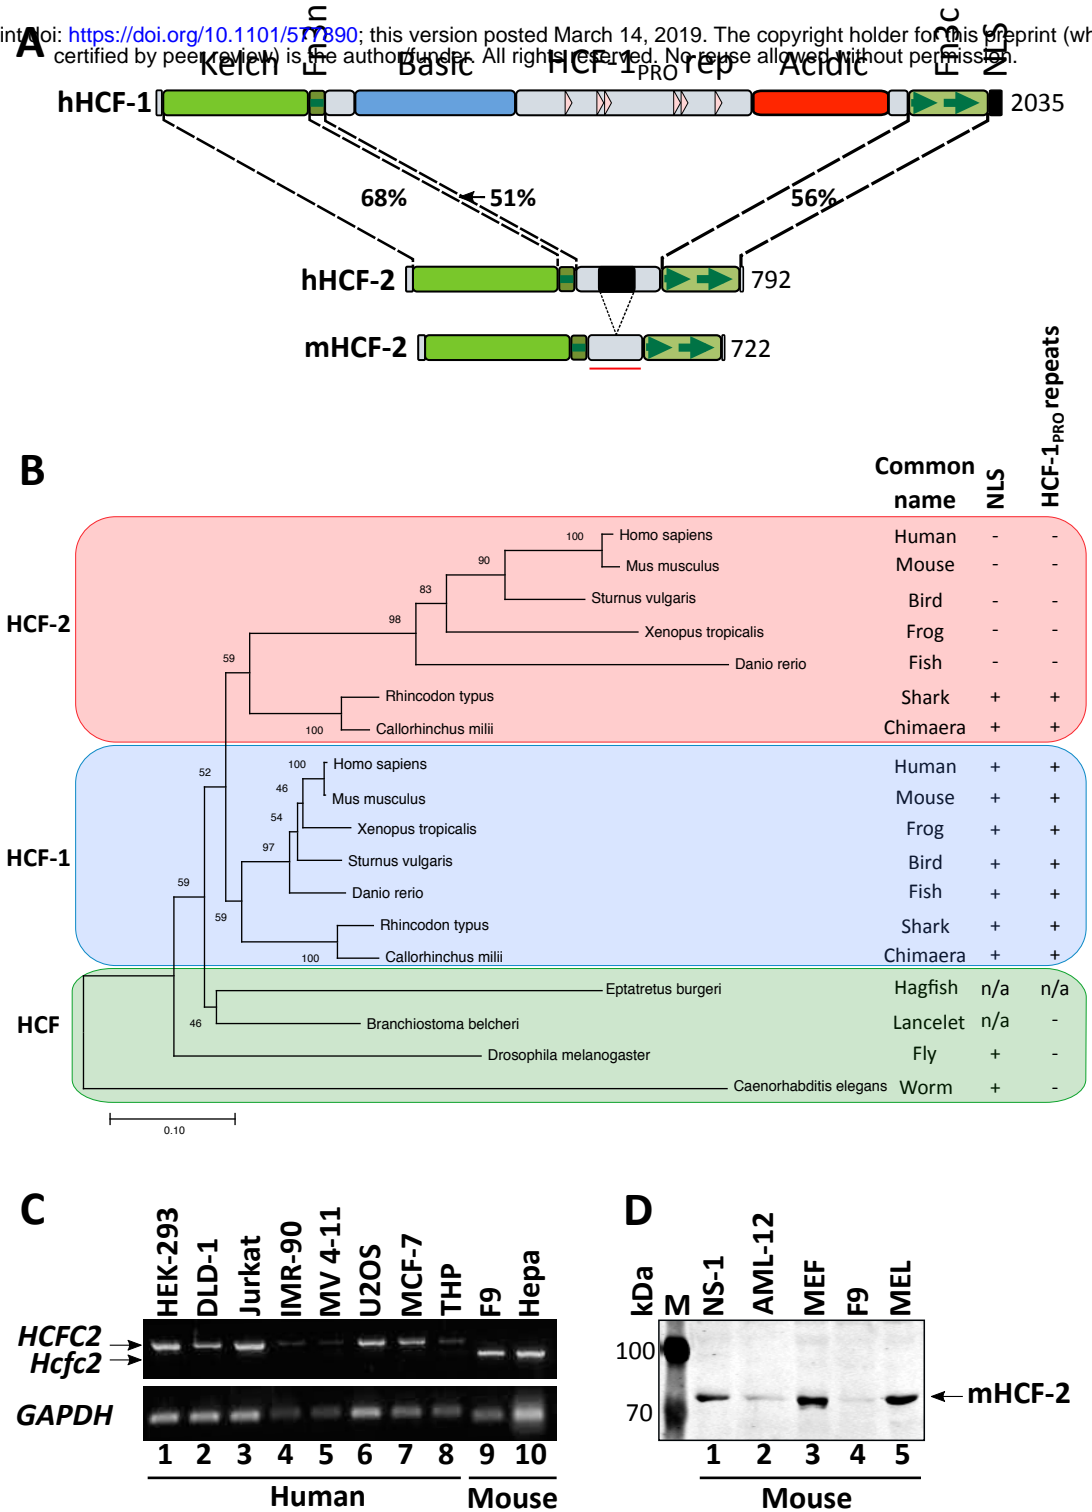 A
int doi: https://doi.org/10.1101/577890; this version posted March 14, 2019. The copyright holder for this preprint (wh
certified by peer review) is the author/funder. All rights reserved. No reuse allowed without permission.
Kelch Fn3n Basic HCF-1PRO rep Acidic Fn3c NLS
hHCF-1 2035
68% 51% 56%
hHCF-2 792
mHCF-2 722
B
Common name NLS HCF-1PRO repeats
HCF-2
100 Homo sapiens Human - -
90 Mus musculus Mouse - -
83 Sturnus vulgaris Bird - -
98 Xenopus tropicalis Frog - -
59 Danio rerio Fish - -
Rhincodon typus Shark + +
100 Callorhinchus milii Chimaera + +
HCF-1
52 100 Homo sapiens Human + +
46 Mus musculus Mouse + +
54 Xenopus tropicalis Frog + +
97 Sturnus vulgaris Bird + +
59 Danio rerio Fish + +
59 Rhincodon typus Shark + +
100 Callorhinchus milii Chimaera + +
HCF
Eptatretus burgeri Hagfish n/a n/a
46 Branchiostoma belcheri Lancelet n/a -
Drosophila melanogaster Fly + -
Caenorhabditis elegans Worm + -
0.10
C
HEK-293 DLD-1 Jurkat IMR-90 MV 4-11 U2OS MCF-7 THP F9 Hepa
HCFC2
Hcfc2
GAPDH
1 2 3 4 5 6 7 8 9 10
Human Mouse
D
kDa M NS-1 AML-12 MEF F9 MEL
100
70
mHCF-2
1 2 3 4 5
Mouse